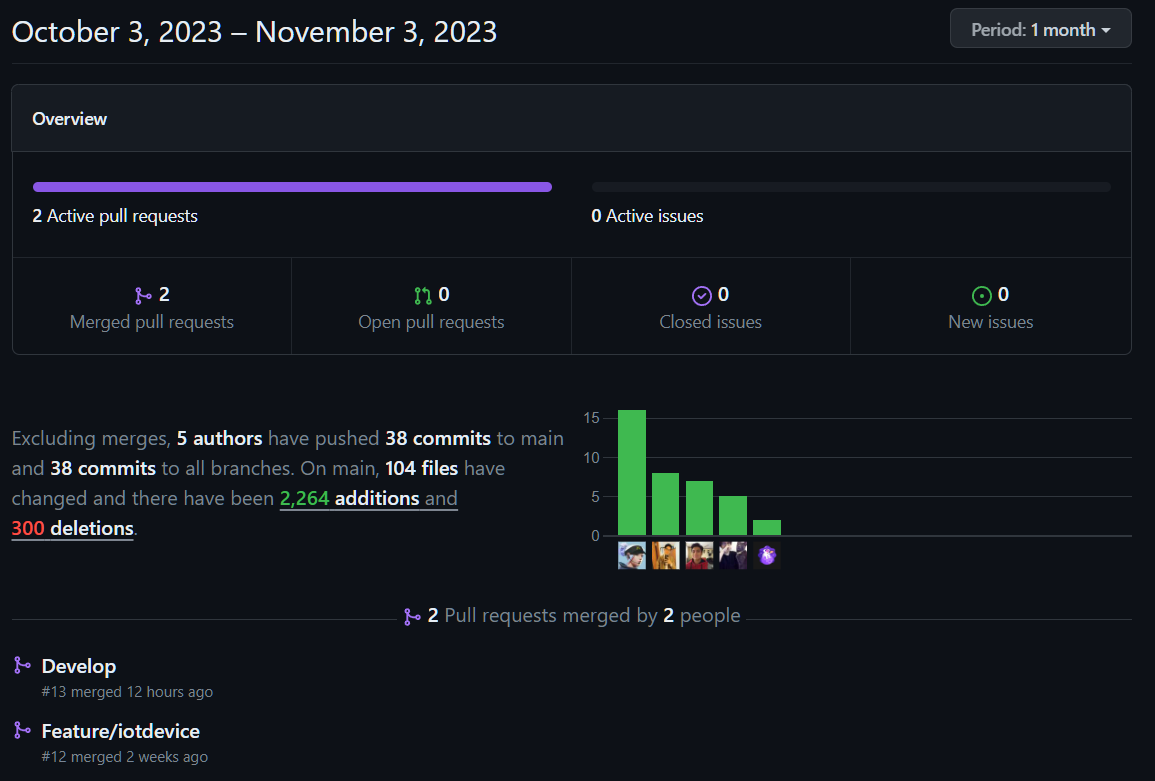 October 3, 2023 – November 3, 2023
Period: 1 month
Overview
2 Active pull requests
0 Active issues
2
Merged pull requests
0
Open pull requests
0
Closed issues
0
New issues
Excluding merges, 5 authors have pushed 38 commits to main
and 38 commits to all branches. On main, 104 files have
changed and there have been 2,264 additions and
300 deletions.
15
10
5
0
2 Pull requests merged by 2 people
Develop
#13 merged 12 hours ago
Feature/iotdevice
#12 merged 2 weeks ago